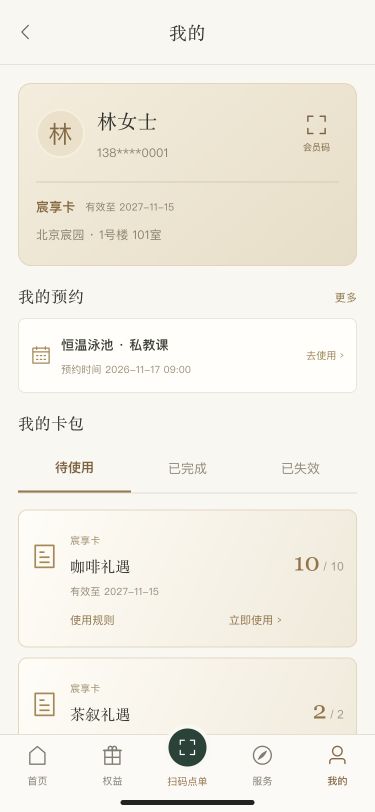 我的
林
林女士
138****0001
会员码
宸享卡 有效至 2027-11-15
北京宸园 · 1号楼 101室
我的预约
更多
恒温泳池 · 私教课
预约时间 2026-11-17 09:00
去使用 ›
我的卡包
待使用 已完成 已失效
宸享卡
咖啡礼遇
10 / 10
有效至 2027-11-15
使用规则 立即使用 ›
宸享卡
茶叙礼遇
2 / 2
首页 权益 扫码点单 服务 我的